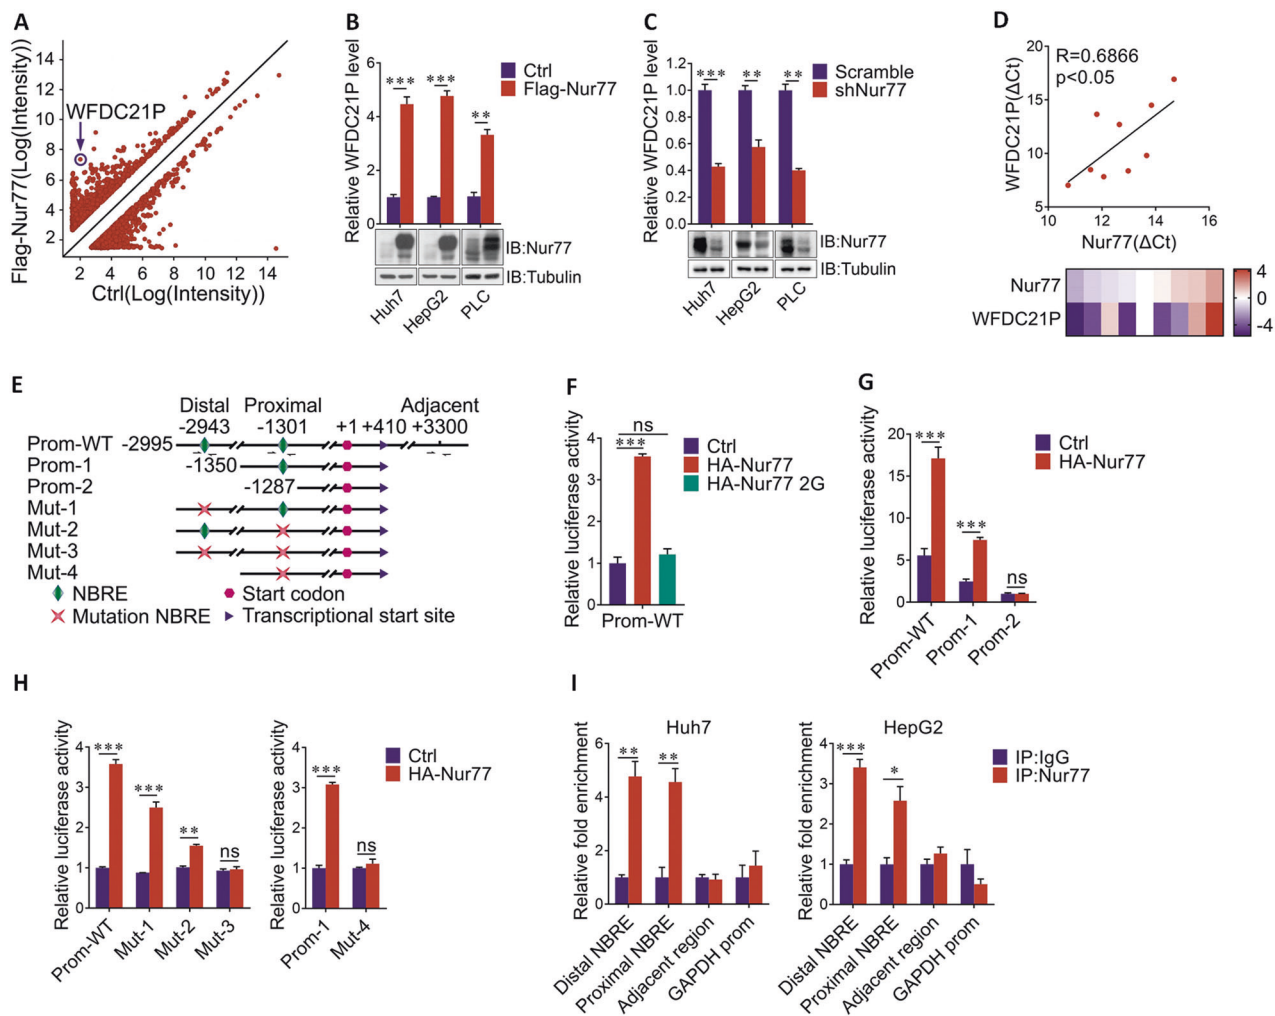 A
Flag-Nur77(Log(Intensity))
14
12
10
8
6
4
2
WFDC21P
2 4 6 8 10 12 14
Ctrl(Log(Intensity))
B
Relative WFDC21P level
6
4
2
0
*** *** **
Ctrl
Flag-Nur77
IB:Nur77
IB:Tubulin
Huh7 HepG2 PLC
C
Relative WFDC21P level
1.2
1.0
0.8
0.6
0.4
0.2
0.0
*** ** **
Scramble
shNur77
IB:Nur77
IB:Tubulin
Huh7 HepG2 PLC
D
WFDC21P(ΔCt)
20
15
10
5
R=0.6866
p<0.05
10 12 14 16
Nur77(ΔCt)
Nur77
WFDC21P
4
0
-4
E
Distal Proximal Adjacent
-2943 -1301 +1 +410 +3300
Prom-WT -2995
Prom-1 -1350
Prom-2 -1287
Mut-1
Mut-2
Mut-3
Mut-4
NBRE Start codon
Mutation NBRE Transcriptional start site
F
Relative luciferase activity
4
3
2
1
0
ns
***
Prom-WT
Ctrl
HA-Nur77
HA-Nur77 2G
G
Relative luciferase activity
20
15
10
5
0
*** *** ns
Ctrl
HA-Nur77
Prom-WT Prom-1 Prom-2
H
Relative luciferase activity
4
3
2
1
0
*** *** ** ns
Prom-WT Mut-1 Mut-2 Mut-3
Relative luciferase activity
4
3
2
1
0
*** ns
Prom-1 Mut-4
Ctrl
HA-Nur77
I
Huh7
Relative fold enrichment
6
4
2
0
** **
Distal NBRE Proximal NBRE Adjacent region GAPDH prom
HepG2
Relative fold enrichment
4
3
2
1
0
*** *
Distal NBRE Proximal NBRE Adjacent region GAPDH prom
IP:IgG
IP:Nur77